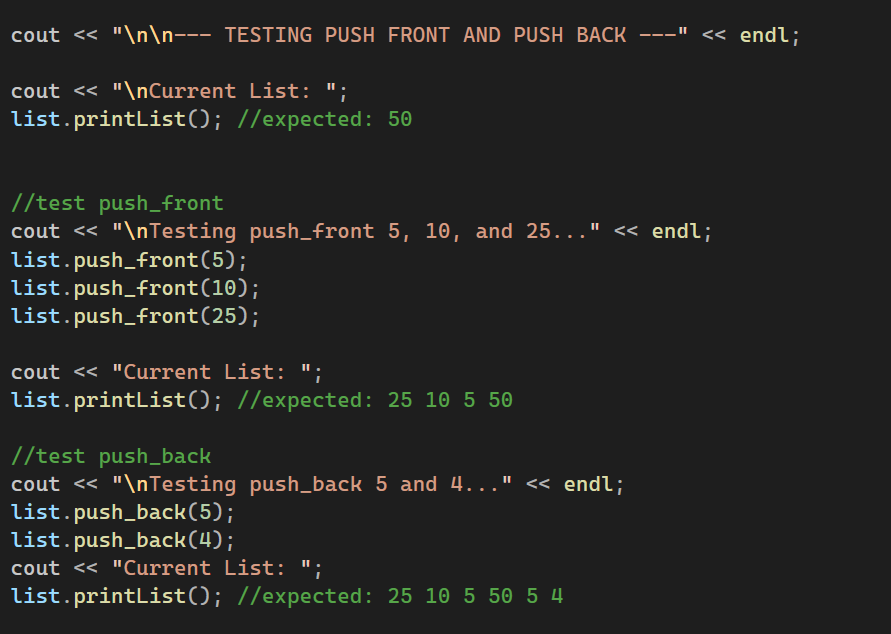 cout << "\n\n--- TESTING PUSH FRONT AND PUSH BACK ---" << endl;
cout << "\nCurrent List: ";
list.printList(); //expected: 50
//test push_front
cout << "\nTesting push_front 5, 10, and 25..." << endl;
list.push_front(5);
list.push_front(10);
list.push_front(25);
cout << "Current List: ";
list.printList(); //expected: 25 10 5 50
//test push_back
cout << "\nTesting push_back 5 and 4..." << endl;
list.push_back(5);
list.push_back(4);
cout << "Current List: ";
list.printList(); //expected: 25 10 5 50 5 4